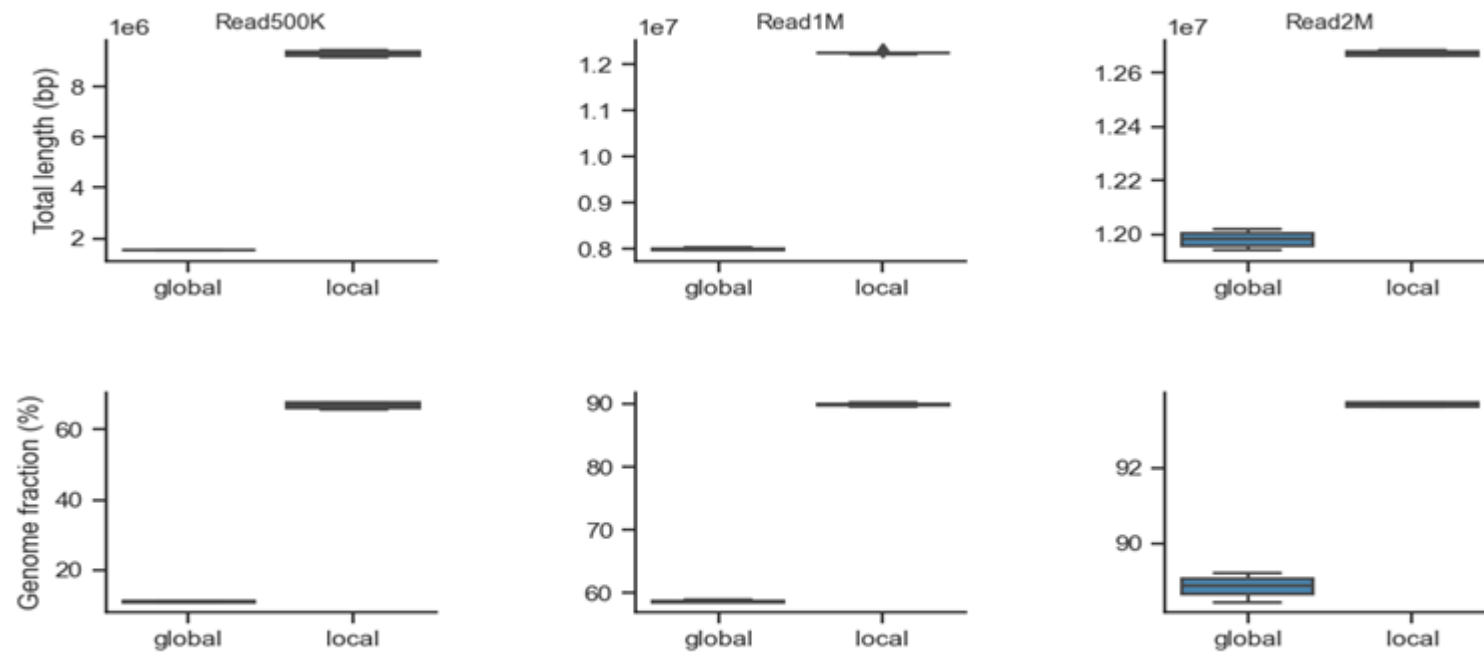 Read500K
Read1M
Read2M
1e6
1e7
1e7
Total length (bp)
8
6
4
2
global local
1.2
1.1
1.0
0.9
0.8
global local
1.26
1.24
1.22
1.20
global local
Genome fraction (%)
60
40
20
global local
90
80
70
60
global local
92
90
global local